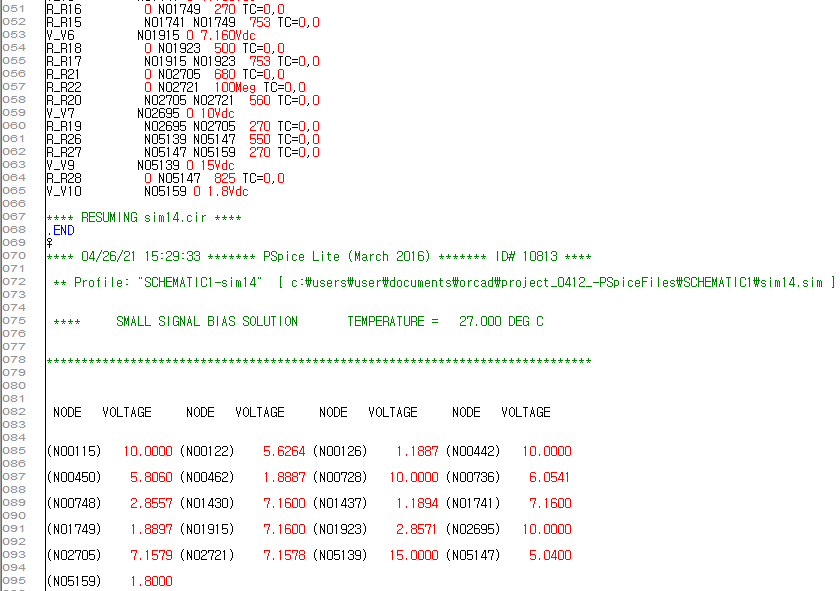 051 R_R16 0 N01749 270 TC=0,0
052 R_R15 N01741 N01749 753 TC=0,0
053 V_V6 N01915 0 7.160Vdc
054 R_R18 0 N01923 500 TC=0,0
055 R_R17 N01915 N01923 753 TC=0,0
056 R_R21 0 N02705 680 TC=0,0
057 R_R22 0 N02721 100Meg TC=0,0
058 R_R20 N02705 N02721 560 TC=0,0
059 V_V7 N02695 0 10Vdc
060 R_R19 N02695 N02705 270 TC=0,0
061 R_R26 N05139 N05147 550 TC=0,0
062 R_R27 N05147 N05159 270 TC=0,0
063 V_V9 N05139 0 15Vdc
064 R_R28 0 N05147 825 TC=0,0
065 V_V10 N05159 0 1.8Vdc
066
067 **** RESUMING sim14.cir ****
068 .END
069 ♀
070 **** 04/26/21 15:29:33 ******* PSpice Lite (March 2016) ******* ID# 10813 ****
071
072 ** Profile: "SCHEMATIC1-sim14" [ c:₩users₩user₩documents₩orcad₩project_0412_-PSpiceFiles₩SCHEMATIC1₩sim14.sim ]
073
074
075 **** SMALL SIGNAL BIAS SOLUTION TEMPERATURE = 27.000 DEG C
076
077
078 ******************************************************************************
079
080
081
082 NODE VOLTAGE NODE VOLTAGE NODE VOLTAGE NODE VOLTAGE
083
084
085 (N00115) 10.0000 (N00122) 5.6264 (N00126) 1.1887 (N00442) 10.0000
086
087 (N00450) 5.8060 (N00462) 1.8887 (N00728) 10.0000 (N00736) 6.0541
088
089 (N00748) 2.8557 (N01430) 7.1600 (N01437) 1.1894 (N01741) 7.1600
090
091 (N01749) 1.8897 (N01915) 7.1600 (N01923) 2.8571 (N02695) 10.0000
092
093 (N02705) 7.1579 (N02721) 7.1578 (N05139) 15.0000 (N05147) 5.0400
094
095 (N05159) 1.8000